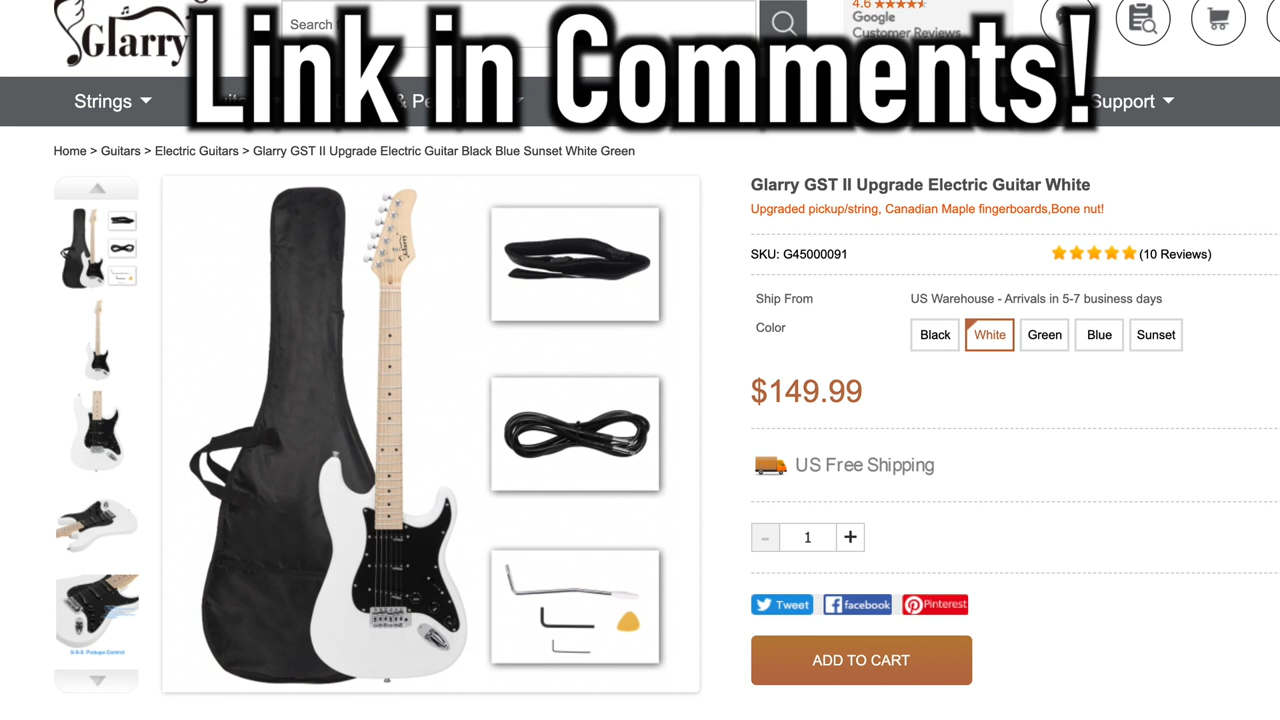 Glarry
Search
4.6
Google
Customer Reviews
Link in Comments!
Strings
Support
Home > Guitars > Electric Guitars > Glarry GST II Upgrade Electric Guitar Black Blue Sunset White Green
Glarry GST II Upgrade Electric Guitar White
Upgraded pickup/string, Canadian Maple fingerboards,Bone nut!
SKU: G45000091
(10 Reviews)
Ship From
US Warehouse - Arrivals in 5-7 business days
Color
Black
White
Green
Blue
Sunset
$149.99
US Free Shipping
- 1 +
Tweet
facebook
Pinterest
S-S-S Pickups Control
ADD TO CART
Glarry